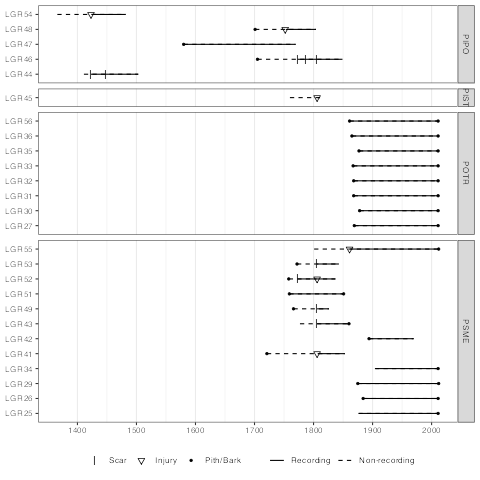 LGR54
LGR48
LGR47
LGR46
LGR44
PIPO
LGR45
PIST
LGR56
LGR36
LGR35
LGR33
LGR32
LGR31
LGR30
LGR27
POTR
LGR55
LGR53
LGR52
LGR51
LGR49
LGR43
LGR42
LGR41
LGR34
LGR29
LGR26
LGR25
PSME
1400 1500 1600 1700 1800 1900 2000
Scar Injury Pith/Bark Recording Non-recording